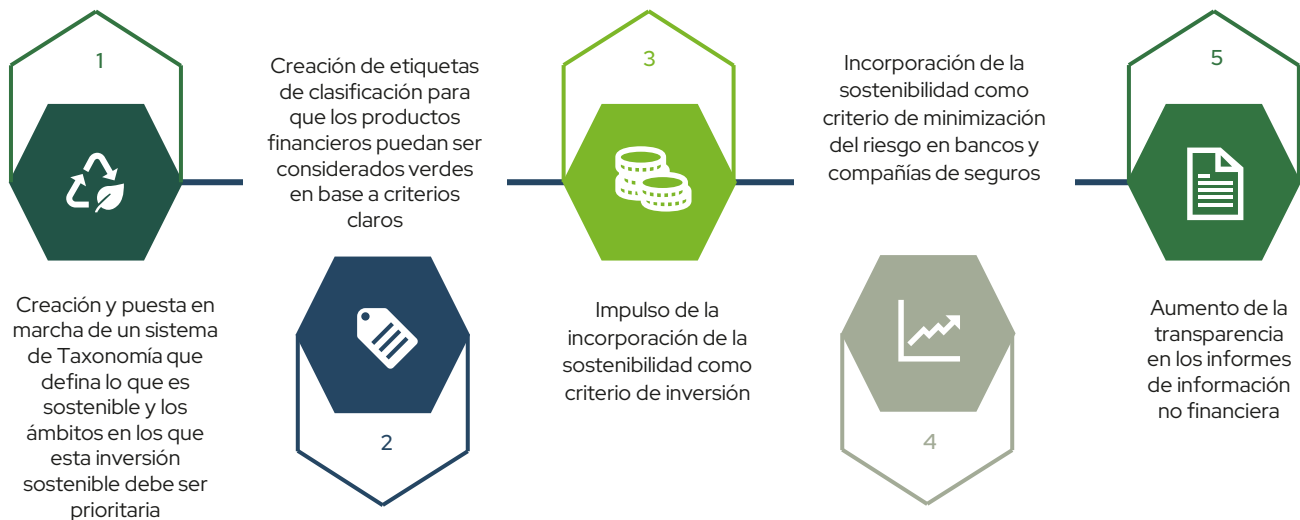 1
Creación y puesta en
marcha de un sistema
de Taxonomía que
defina lo que es
sostenible y los
ámbitos en los que
esta inversión
sostenible debe ser
prioritaria
Creación de etiquetas
de clasificación para
que los productos
financieros puedan ser
considerados verdes
en base a criterios
claros
2
3
Impulso de la
incorporación de la
sostenibilidad como
criterio de inversión
Incorporación de la
sostenibilidad como
criterio de minimización
del riesgo en bancos y
compañías de seguros
4
5
Aumento de la
transparencia
en los informes
de información
no financiera